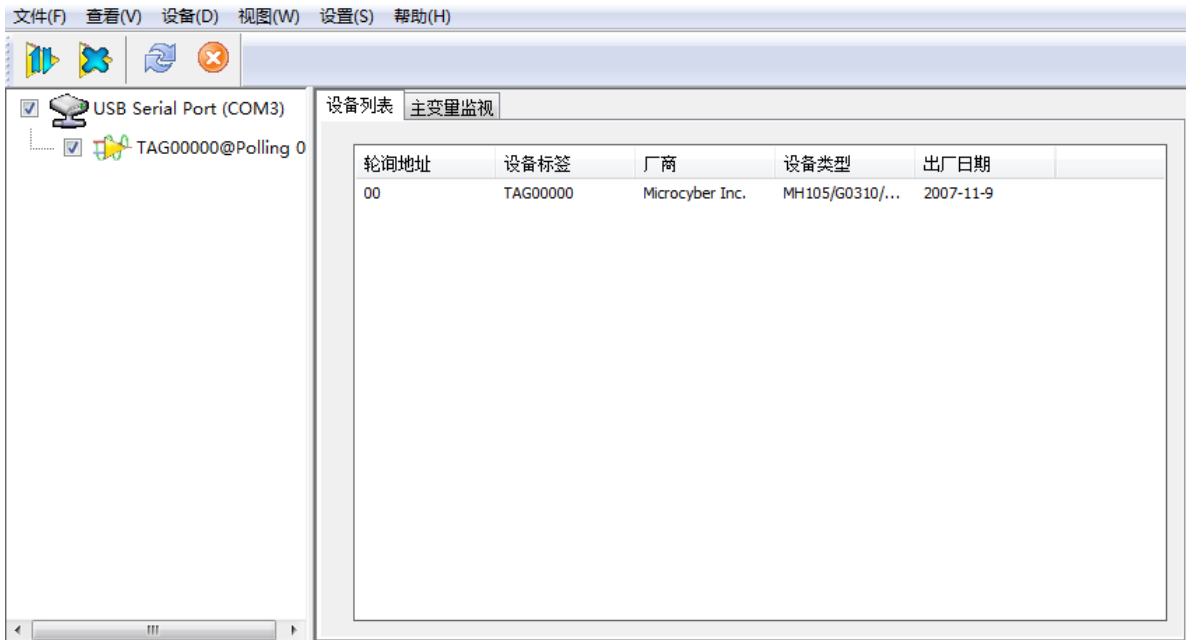 文件(F) 查看(V) 设备(D) 视图(W) 设置(S) 帮助(H)
USB Serial Port (COM3)
TAG00000@Polling 0
设备列表 主变量监视
轮询地址 设备标签 厂商 设备类型 出厂日期
00 TAG00000 Microcyber Inc. MH105/G0310/... 2007-11-9